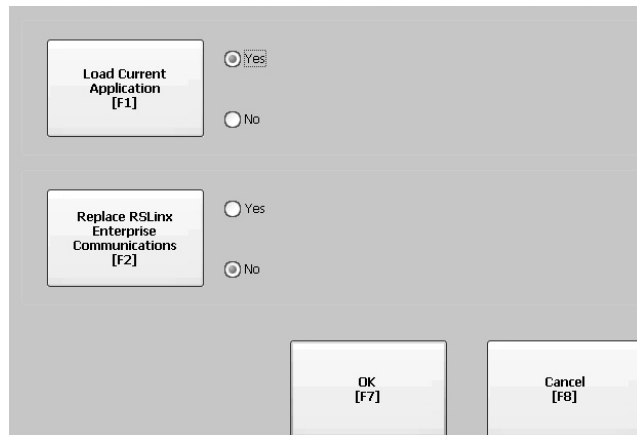 Load Current
Application
[F1]
Yes
No
Replace RSLinx
Enterprise
Communications
[F2]
Yes
No
OK
[F7]
Cancel
[F8]